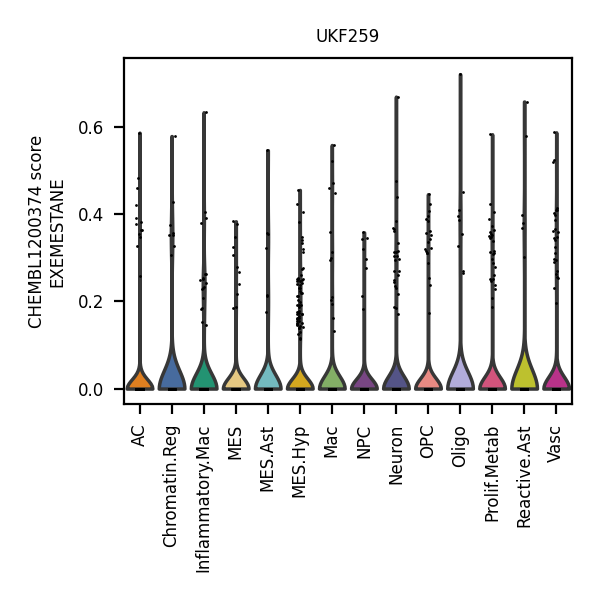 UKF259
CHEMBL1200374 score
EXEMESTANE
0.6
0.4
0.2
0.0
AC
Chromatin.Reg
Inflammatory.Mac
MES
MES.Ast
MES.Hyp
Mac
NPC
Neuron
OPC
Oligo
Prolif.Metab
Reactive.Ast
Vasc